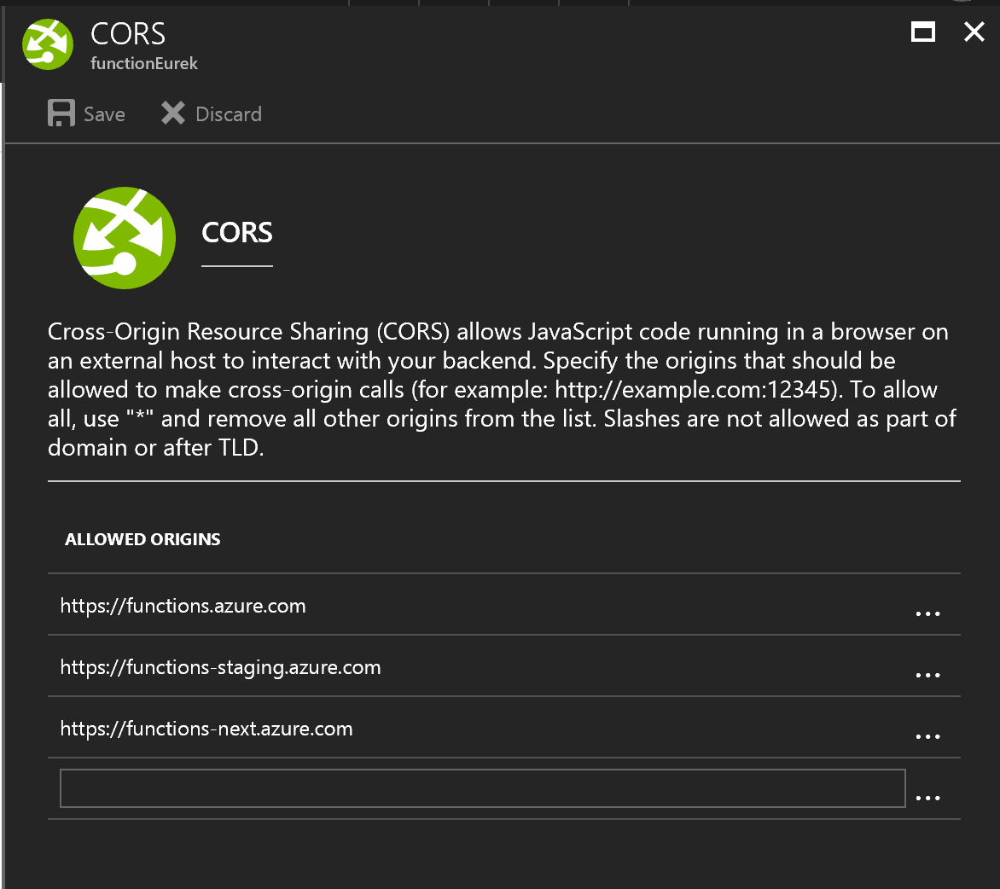 CORS
functionEurek
Save
Discard
CORS
Cross-Origin Resource Sharing (CORS) allows JavaScript code running in a browser on
an external host to interact with your backend. Specify the origins that should be
allowed to make cross-origin calls (for example: http://example.com:12345). To allow
all, use "*" and remove all other origins from the list. Slashes are not allowed as part of
domain or after TLD.
ALLOWED ORIGINS
https://functions.azure.com
...
https://functions-staging.azure.com
...
https://functions-next.azure.com
...
...